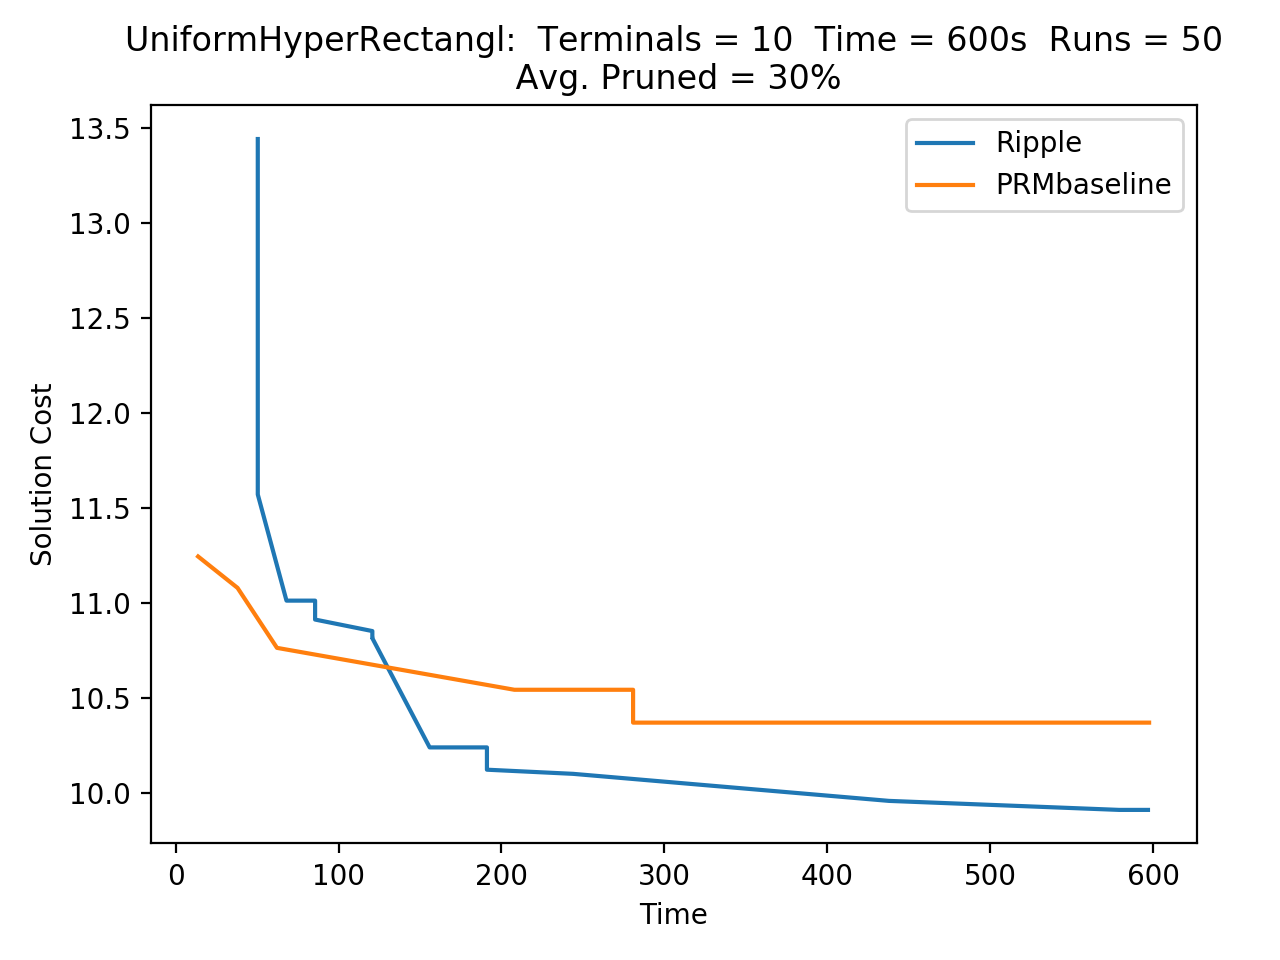 UniformHyperRectangl: Terminals = 10 Time = 600s Runs = 50
Avg. Pruned = 30%
Ripple
PRMbaseline
Solution Cost
13.5
13.0
12.5
12.0
11.5
11.0
10.5
10.0
0 100 200 300 400 500 600
Time